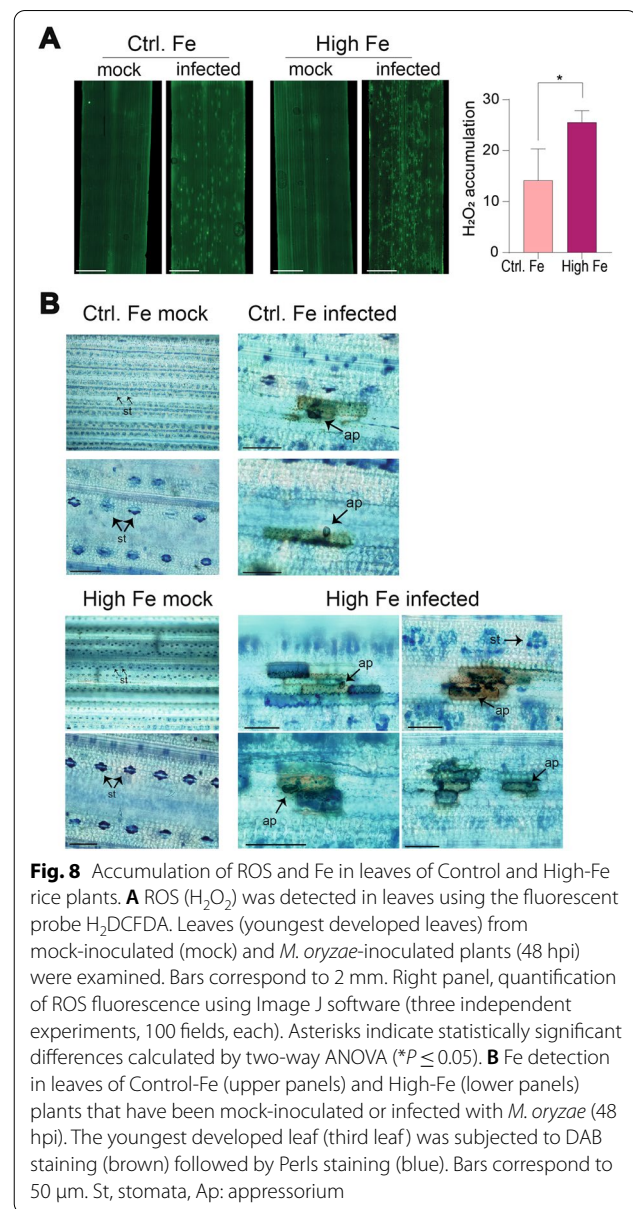 A
Ctrl. Fe
High Fe
mock
infected
mock
infected
*
30
20
10
0
H₂O₂ accumulation
Ctrl. Fe
High Fe
B
Ctrl. Fe mock
Ctrl. Fe infected
st
ap
st
ap
High Fe mock
High Fe infected
st
ap
st
ap
st
ap
ap
Fig. 8 Accumulation of ROS and Fe in leaves of Control and High-Fe
rice plants. A ROS (H₂O₂) was detected in leaves using the fluorescent
probe H₂DCFDA. Leaves (youngest developed leaves) from
mock-inoculated (mock) and M. oryzae-inoculated plants (48 hpi)
were examined. Bars correspond to 2 mm. Right panel, quantification
of ROS fluorescence using Image J software (three independent
experiments, 100 fields, each). Asterisks indicate statistically significant
differences calculated by two-way ANOVA (*P ≤ 0.05). B Fe detection
in leaves of Control-Fe (upper panels) and High-Fe (lower panels)
plants that have been mock-inoculated or infected with M. oryzae (48
hpi). The youngest developed leaf (third leaf) was subjected to DAB
staining (brown) followed by Perls staining (blue). Bars correspond to
50 µm. St, stomata, Ap: appressorium